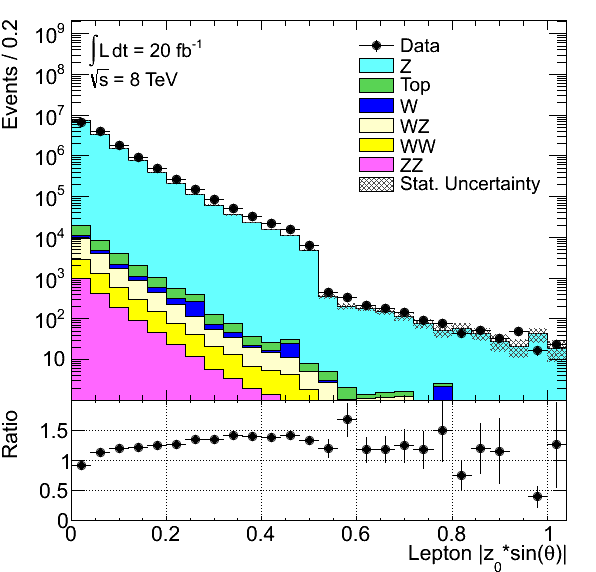 Events / 0.2
10⁹
10⁸
10⁷
10⁶
10⁵
10⁴
10³
10²
10
∫L dt = 20 fb⁻¹
√s = 8 TeV
Data
Z
Top
W
WZ
WW
ZZ
Stat. Uncertainty
Ratio
1.5
1
0.5
0
0 0.2 0.4 0.6 0.8 1
Lepton |z₀*sin(θ)|